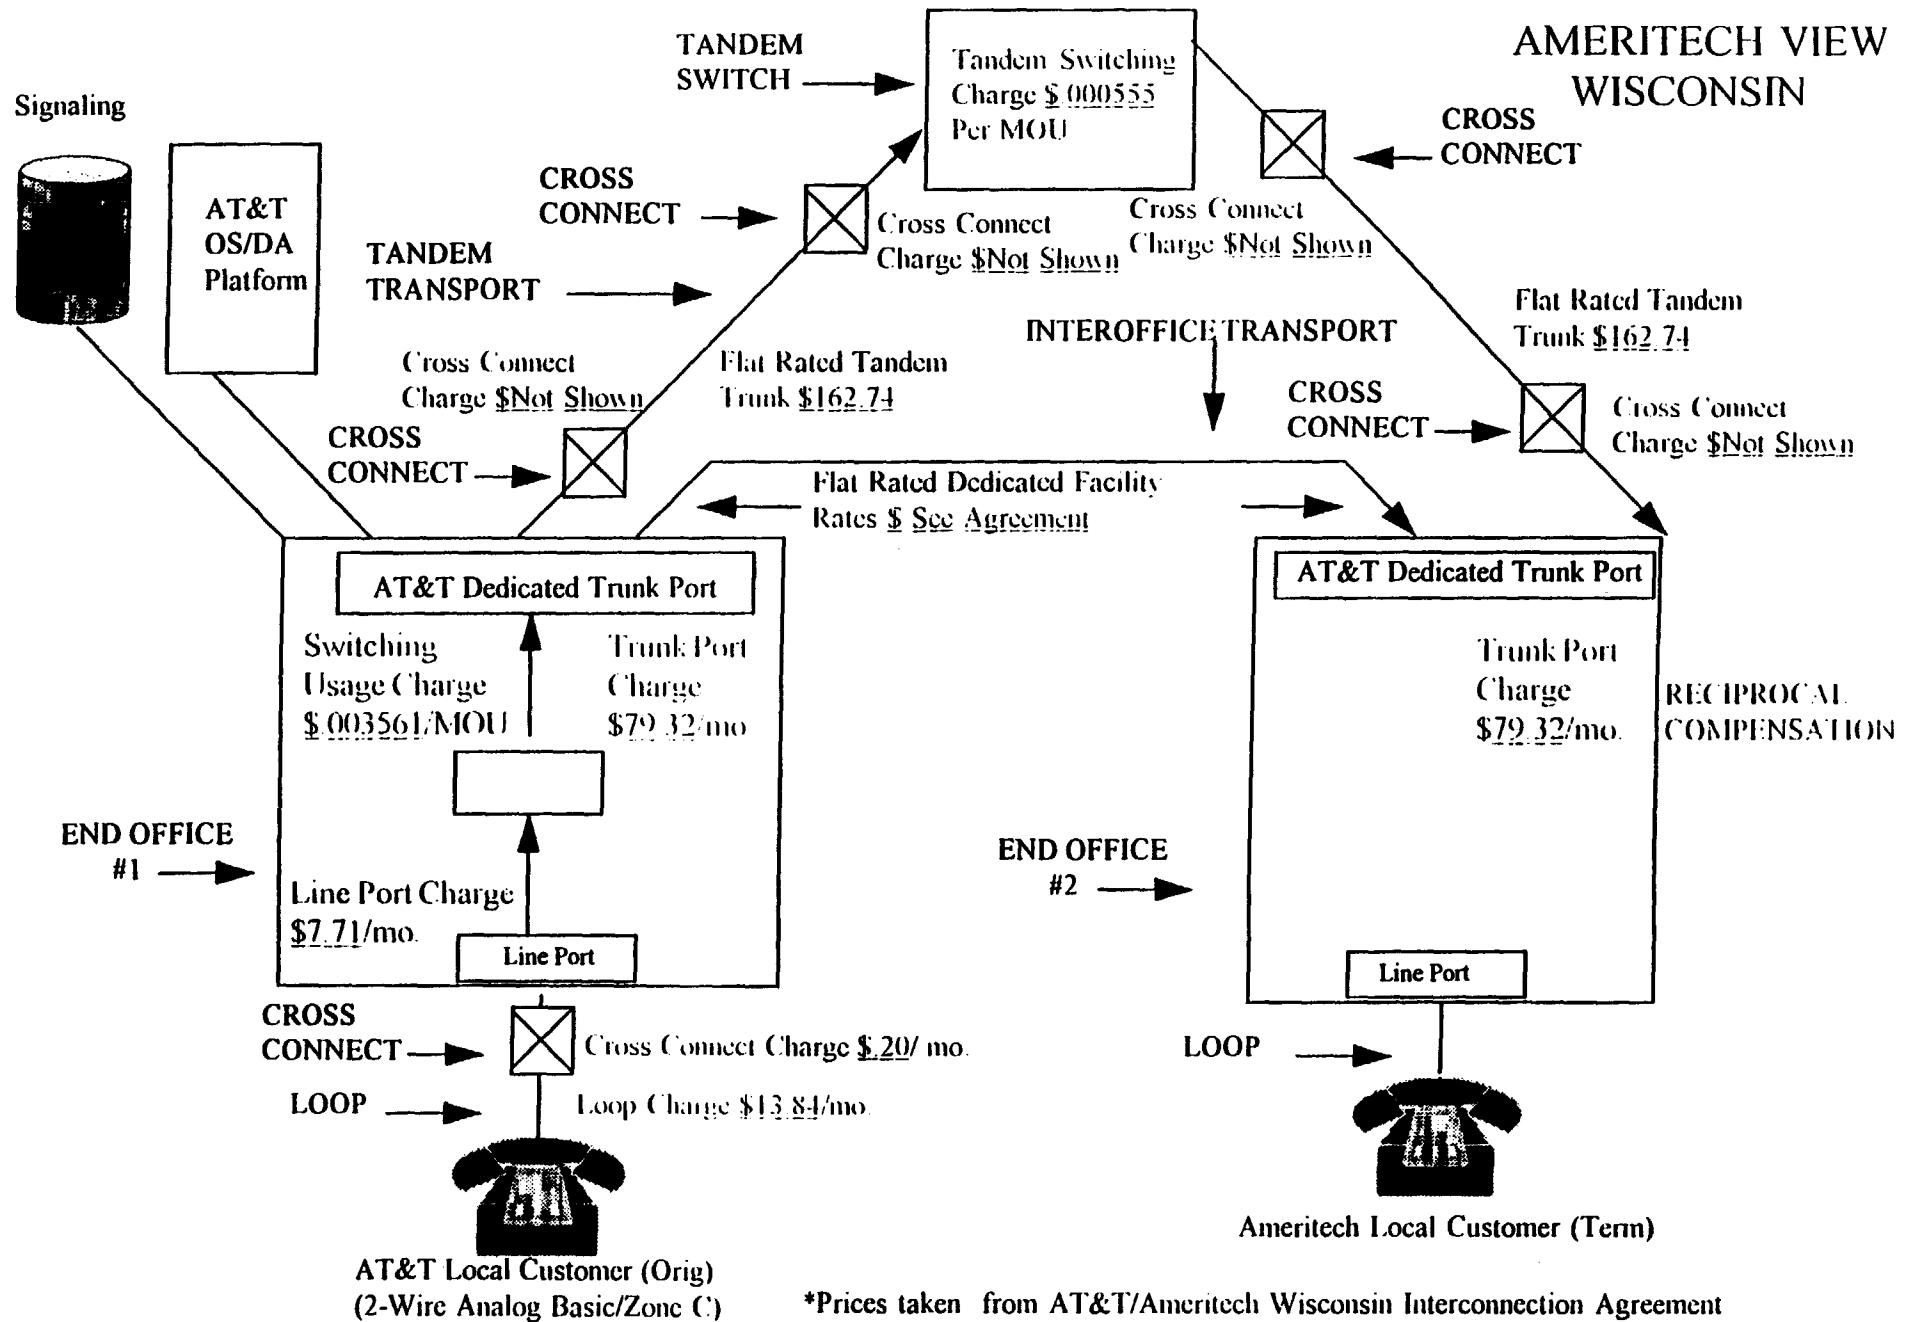 AMERITECH VIEW
WISCONSIN
TANDEM
SWITCH
Tandem Switching
Charge $.000555
Per MOU
Signaling
AT&T
OS/DA
Platform
CROSS
CONNECT
CROSS
CONNECT
Cross Connect
Charge $Not Shown
Cross Connect
Charge $Not Shown
TANDEM
TRANSPORT
Flat Rated Tandem
Trunk $162.74
INTEROFFICE TRANSPORT
Cross Connect
Charge $Not Shown
Flat Rated Tandem
Trunk $162.74
CROSS
CONNECT
CROSS
CONNECT
Cross Connect
Charge $Not Shown
Flat Rated Dedicated Facility
Rates $ See Agreement
AT&T Dedicated Trunk Port
AT&T Dedicated Trunk Port
Switching
Usage Charge
$.003561/MOU
Trunk Port
Charge
$79.32/mo
Trunk Port
Charge
$79.32/mo.
RECIPROCAL
COMPENSATION
END OFFICE
#1
END OFFICE
#2
Line Port Charge
$7.71/mo.
Line Port
Line Port
CROSS
CONNECT
Cross Connect Charge $.20/ mo.
LOOP
LOOP
Loop Charge $13.84/mo.
AT&T Local Customer (Orig)
(2-Wire Analog Basic/Zone C)
Ameritech Local Customer (Term)
*Prices taken from AT&T/Ameritech Wisconsin Interconnection Agreement